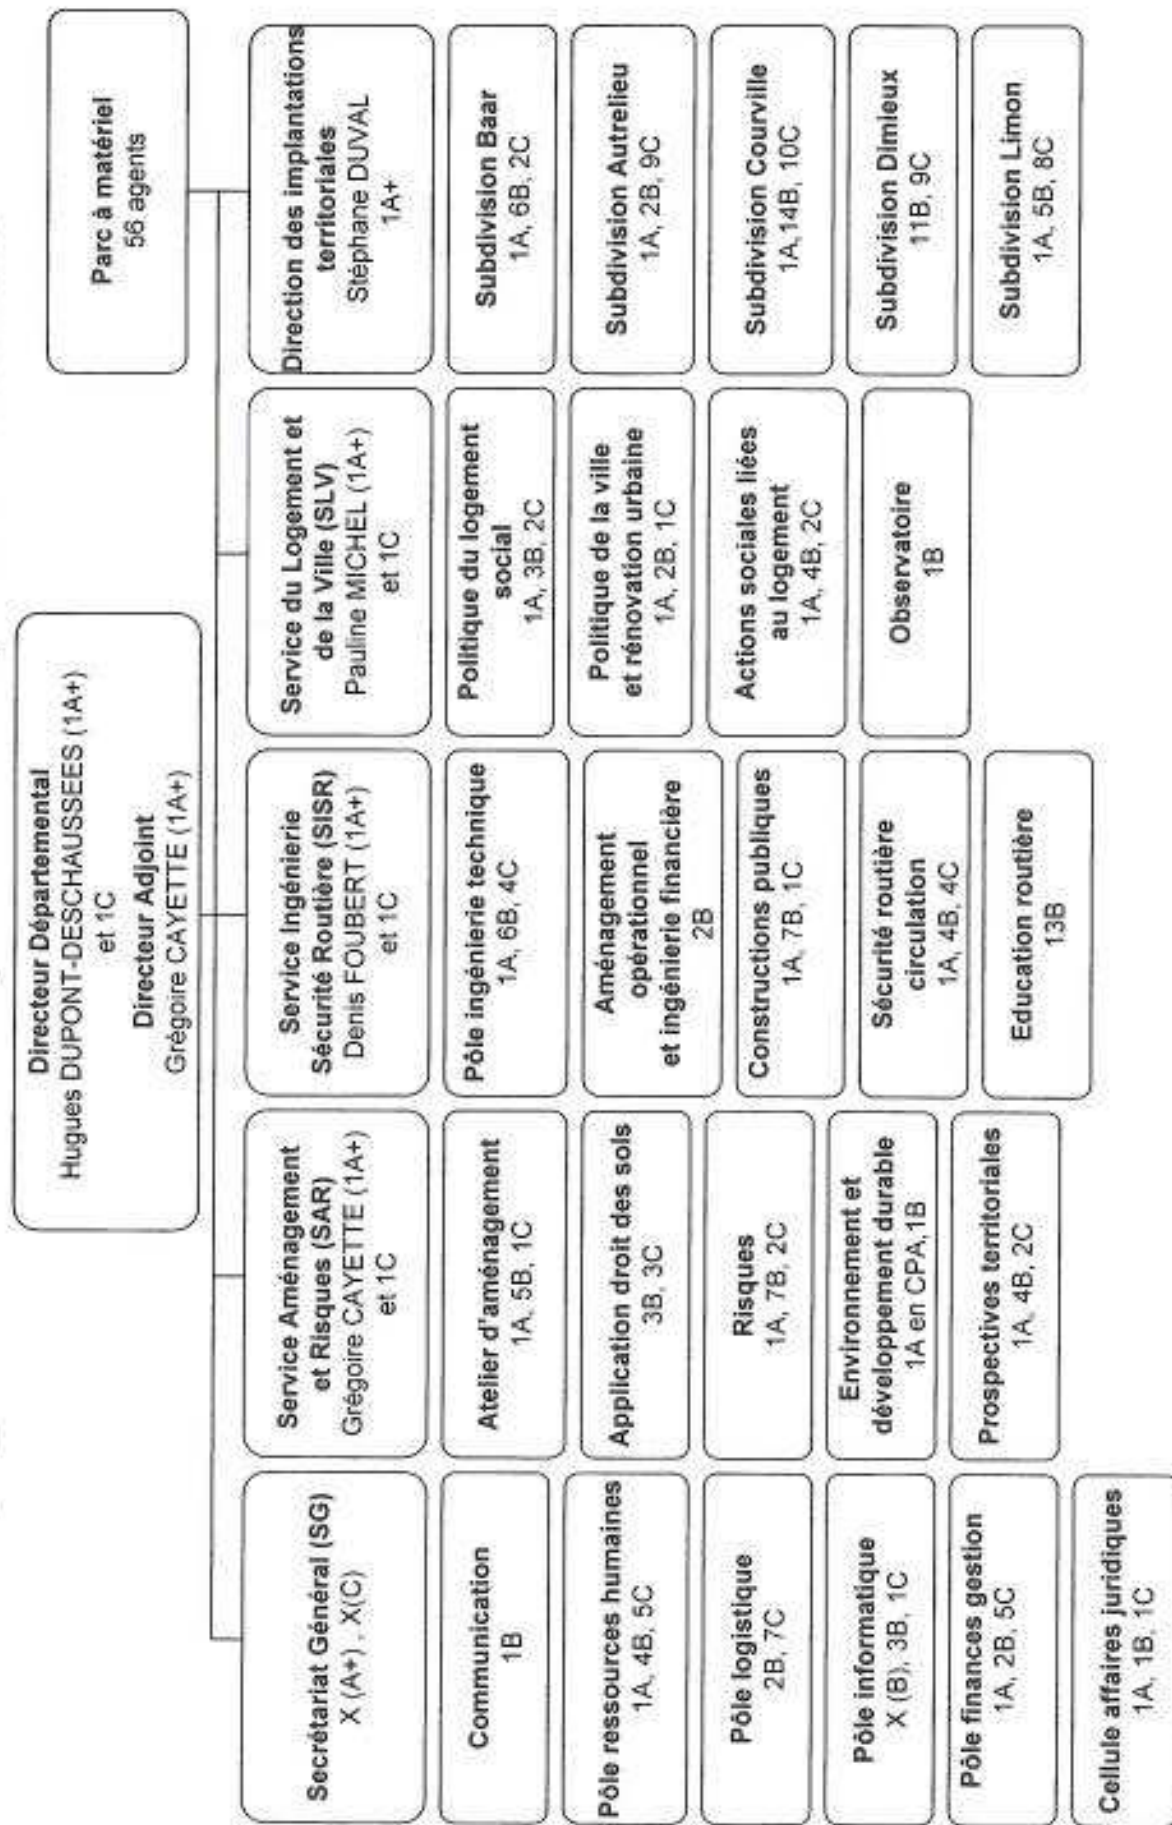 Directeur Départemental
Hugues DUPONT-DESCHAUSSEES (1A+)
et 1C
Directeur Adjoint
Grégoire CAYETTE (1A+)
Parc à matériel
56 agents
Secrétariat Général (SG)
X (A+) , X(C)
Communication
1B
Pôle ressources humaines
1A, 4B, 5C
Pôle logistique
2B, 7C
Pôle informatique
X (B), 3B, 1C
Pôle finances gestion
1A, 2B, 5C
Cellule affaires juridiques
1A, 1B, 1C
Service Aménagement
et Risques (SAR)
Grégoire CAYETTE (1A+)
et 1C
Atelier d'aménagement
1A, 5B, 1C
Application droit des sols
3B, 3C
Risques
1A, 7B, 2C
Environnement et
développement durable
1A en CPA,1B
Prospectives territoriales
1A, 4B, 2C
Service Ingénierie
Sécurité Routière (SISR)
Denis FOUBERT (1A+)
et 1C
Pôle ingénierie technique
1A, 6B, 4C
Aménagement
opérationnel
et ingénierie financière
2B
Constructions publiques
1A, 7B, 1C
Sécurité routière
circulation
1A, 4B, 4C
Education routière
13B
Service du Logement et
de la Ville (SLV)
Pauline MICHEL (1A+)
et 1C
Politique du logement
social
1A, 3B, 2C
Politique de la ville
et rénovation urbaine
1A, 2B, 1C
Actions sociales liées
au logement
1A, 4B, 2C
Observatoire
1B
Direction des implantations
territoriales
Stéphane DUVAL
1A+
Subdivision Baar
1A, 6B, 2C
Subdivision Autrelieu
1A, 2B, 9C
Subdivision Courville
1A,14B, 10C
Subdivision Dimieux
11B, 9C
Subdivision Limon
1A, 5B, 8C